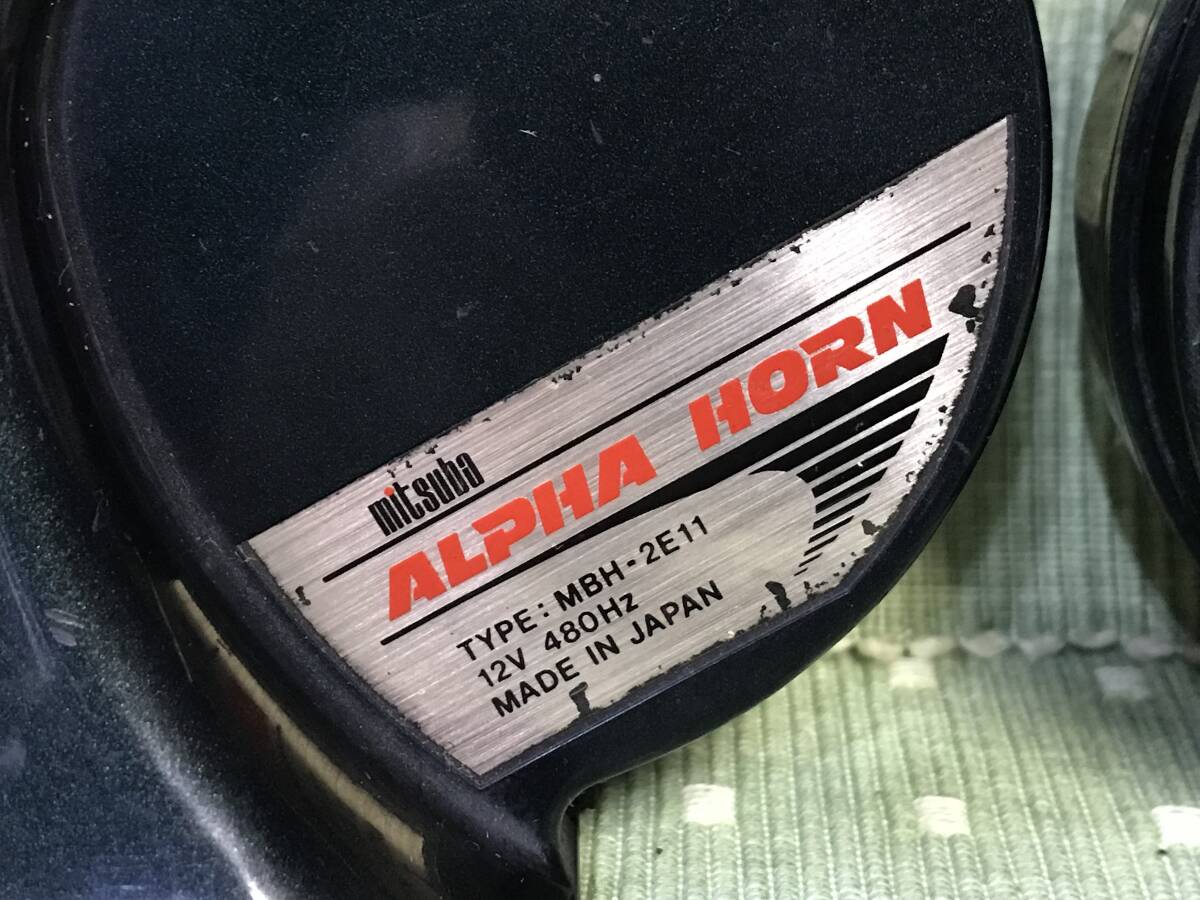 mitsuba
ALPHA HORN
TYPE: MBH-2E11
12V 480Hz
MADE IN JAPAN